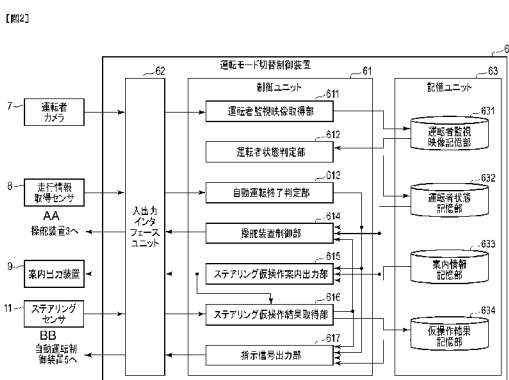 【図2】
6
運転モード切替制御装置
62
61
63
制御ユニット
記憶ユニット
7
運転者
カメラ
611
運転者監視映像取得部
631
運転者監視
映像記憶部
612
運転者状態判定部
8
走行情報
取得センサ
613
自動運転終了判定部
632
運転者状態
記憶部
AA
操舵装置3へ
入出力
インタ
フェース
ユニット
614
操舵装置制御部
633
案内情報
記憶部
9
案内出力装置
615
ステアリング仮操作案内出力部
11
ステアリング
センサ
616
ステアリング仮操作結果取得部
634
仮操作結果
記憶部
BB
自動運転制
御装置5へ
617
指示信号出力部